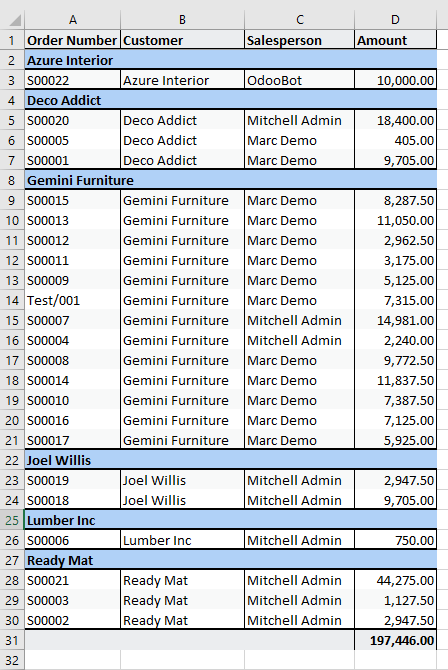 A B C D
1 Order Number Customer Salesperson Amount
2 Azure Interior
3 S00022 Azure Interior OdooBot 10,000.00
4 Deco Addict
5 S00020 Deco Addict Mitchell Admin 18,400.00
6 S00005 Deco Addict Marc Demo 405.00
7 S00001 Deco Addict Marc Demo 9,705.00
8 Gemini Furniture
9 S00015 Gemini Furniture Marc Demo 8,287.50
10 S00013 Gemini Furniture Marc Demo 11,050.00
11 S00012 Gemini Furniture Marc Demo 2,962.50
12 S00011 Gemini Furniture Marc Demo 3,175.00
13 S00009 Gemini Furniture Marc Demo 5,125.00
14 Test/001 Gemini Furniture Marc Demo 7,315.00
15 S00007 Gemini Furniture Mitchell Admin 14,981.00
16 S00004 Gemini Furniture Mitchell Admin 2,240.00
17 S00008 Gemini Furniture Marc Demo 9,772.50
18 S00014 Gemini Furniture Marc Demo 11,837.50
19 S00010 Gemini Furniture Marc Demo 7,387.50
20 S00016 Gemini Furniture Marc Demo 7,125.00
21 S00017 Gemini Furniture Marc Demo 5,925.00
22 Joel Willis
23 S00019 Joel Willis Mitchell Admin 2,947.50
24 S00018 Joel Willis Mitchell Admin 9,705.00
25 Lumber Inc
26 S00006 Lumber Inc Mitchell Admin 750.00
27 Ready Mat
28 S00021 Ready Mat Mitchell Admin 44,275.00
29 S00003 Ready Mat Mitchell Admin 1,127.50
30 S00002 Ready Mat Mitchell Admin 2,947.50
31 197,446.00
32